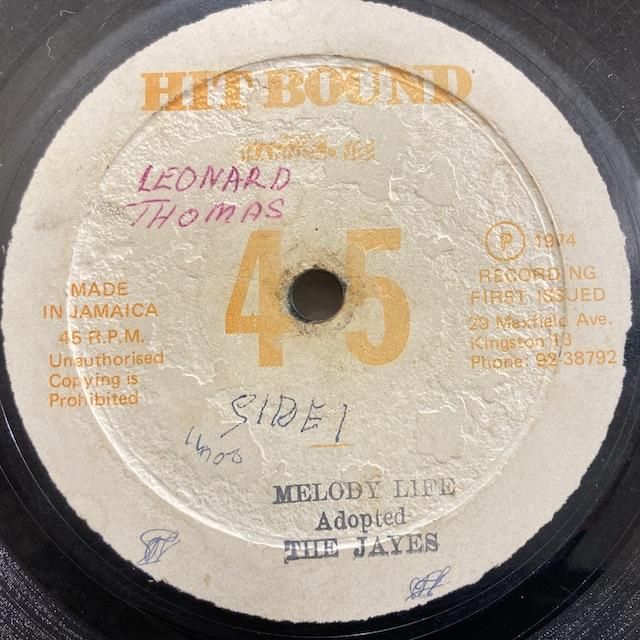 HIT BOUND
LEONARD
THOMAS
45
MADE
IN JAMAICA
45 R.P.M.
Unauthorised
Copying is
Prohibited
P 1974
RECORDING
FIRST ISSUED
29 Maxfield Ave.
Kingston 13
Phone: 92-38792
SIDE 1
MELODY LIFE
Adopted
THE JAYES